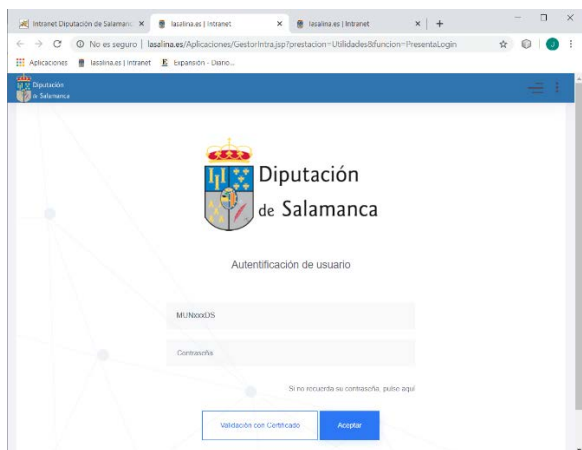 Intranet Diputación de Salaman
lasalina.es | Intranet
lasalina.es | Intranet
No es seguro | lasalina.es/Aplicaciones/GestorIntra.jsp?prestacion=Utilidades&funcion=PresentaLogin
Aplicaciones lasalina.es | Intranet Expansión - Diario...
Diputación
de Salamanca
Diputación
de Salamanca
Autentificación de usuario
MUNxxxDS
Contraseña
Si no recuerda su contraseña, pulse aquí
Validación con Certificado Aceptar